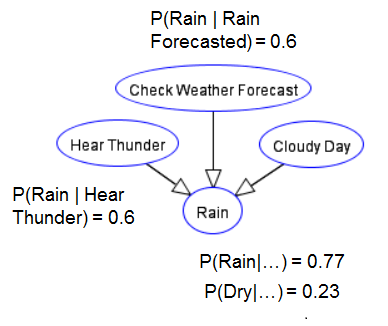 P(Rain | Rain
Forecasted) = 0.6
Check Weather Forecast
Hear Thunder
Cloudy Day
P(Rain | Hear
Thunder) = 0.6
Rain
P(Rain|…) = 0.77
P(Dry|…) = 0.23